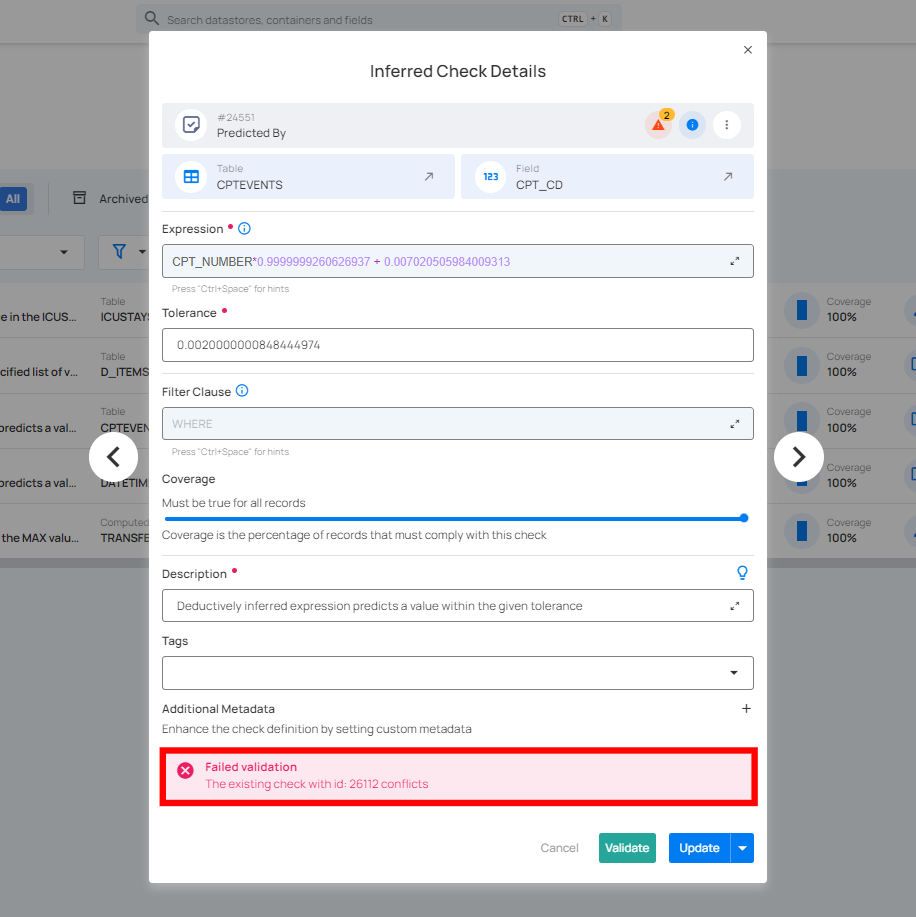 Search datastores, containers and fields
CTRL + K
Inferred Check Details
#24551
Predicted By
2
Table
CPTEVENTS
123
Field
CPT_CD
All
Archived
Expression
CPT_NUMBER*0.9999999260626937 + 0.007020505984009313
Press "Ctrl+Space" for hints
Tolerance
0.0020000000848444974
Filter Clause
WHERE
Press "Ctrl+Space" for hints
Coverage
Must be true for all records
Coverage is the percentage of records that must comply with this check
Description
Deductively inferred expression predicts a value within the given tolerance
Tags
Additional Metadata
Enhance the check definition by setting custom metadata
Failed validation
The existing check with id: 26112 conflicts
Cancel
Validate
Update
e in the ICUS...
Table
ICUSTAYS
Coverage
100%
cified list of v...
Table
D_ITEMS
Coverage
100%
predicts a val...
Table
CPTEVEN
Coverage
100%
predicts a val...
DATETIM
Coverage
100%
the MAX valu...
Computed
TRANSFE
Coverage
100%